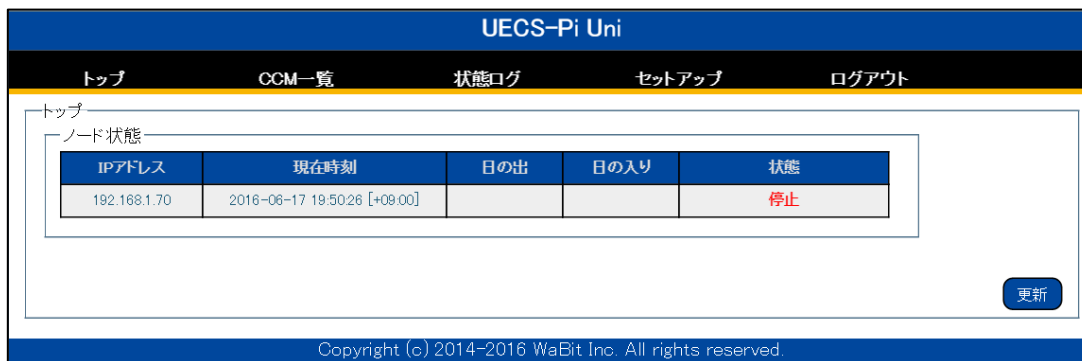 UECS-Pi Uni
トップ CCM一覧 状態ログ セットアップ ログアウト
トップ
ノード状態
IPアドレス 現在時刻 日の出 日の入り 状態
192.168.1.70 2016-06-17 19:50:26 [+09:00] 停止
更新
Copyright (c) 2014-2016 WaBit Inc. All rights reserved.